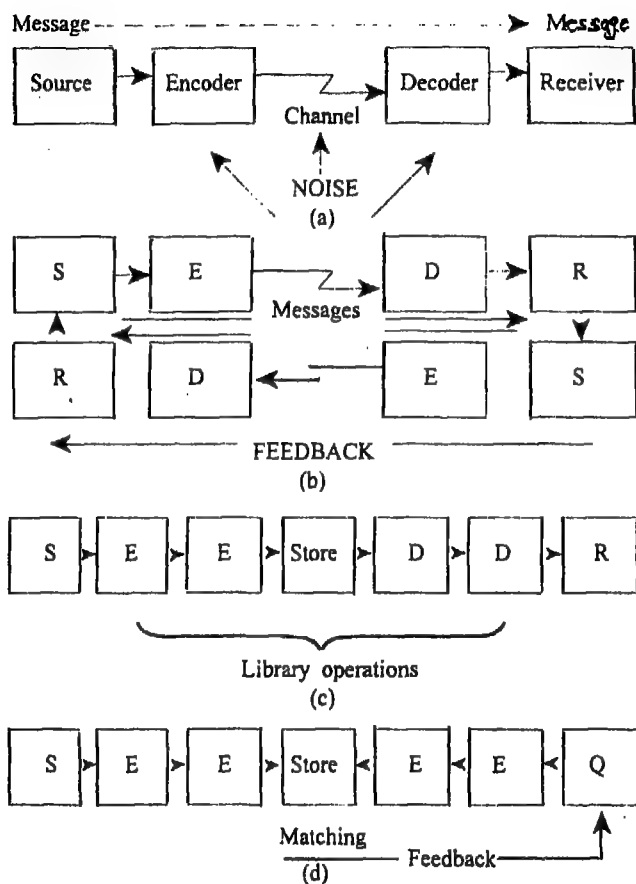 Message Message
Source Encoder Decoder Receiver
Channel
NOISE
(a)
S E D R
Messages
R D E S
FEEDBACK
(b)
S E E Store D D R
Library operations
(c)
S E E Store E E Q
Matching
Feedback
(d)